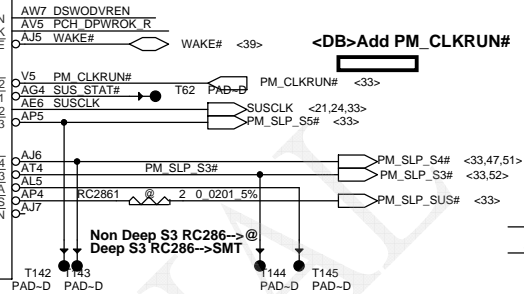 AW7 DSWODVREN
AV5 PCH_DPWROK_R
AJ5 WAKE# WAKE# <39>
<DB>Add PM_CLKRUN#
V5 PM_CLKRUN# PM_CLKRUN# <33>
AG4 SUS_STAT# T62 PAD~D
AE6 SUSCLK SUSCLK <21,24,33>
AP5 PM_SLP_S5# <33>
AJ6 PM_SLP_S4# <33,47,51>
AT4 PM_SLP_S3# PM_SLP_S3# <33,52>
AL5
AP4 RC2861 @ 2 0_0201_5% PM_SLP_SUS# <33>
AJ7
Non Deep S3 RC286-->@
Deep S3 RC286-->SMT
T142 T143 T144 T145
PAD~D PAD~D PAD~D PAD~D